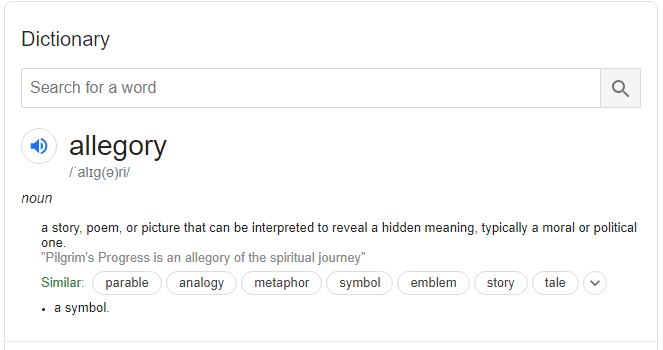 Dictionary
Search for a word
allegory
/ˈalɪɡ(ə)ri/
noun
a story, poem, or picture that can be interpreted to reveal a hidden meaning, typically a moral or political
one.
"Pilgrim's Progress is an allegory of the spiritual journey"
Similar: parable analogy metaphor symbol emblem story tale
• a symbol.